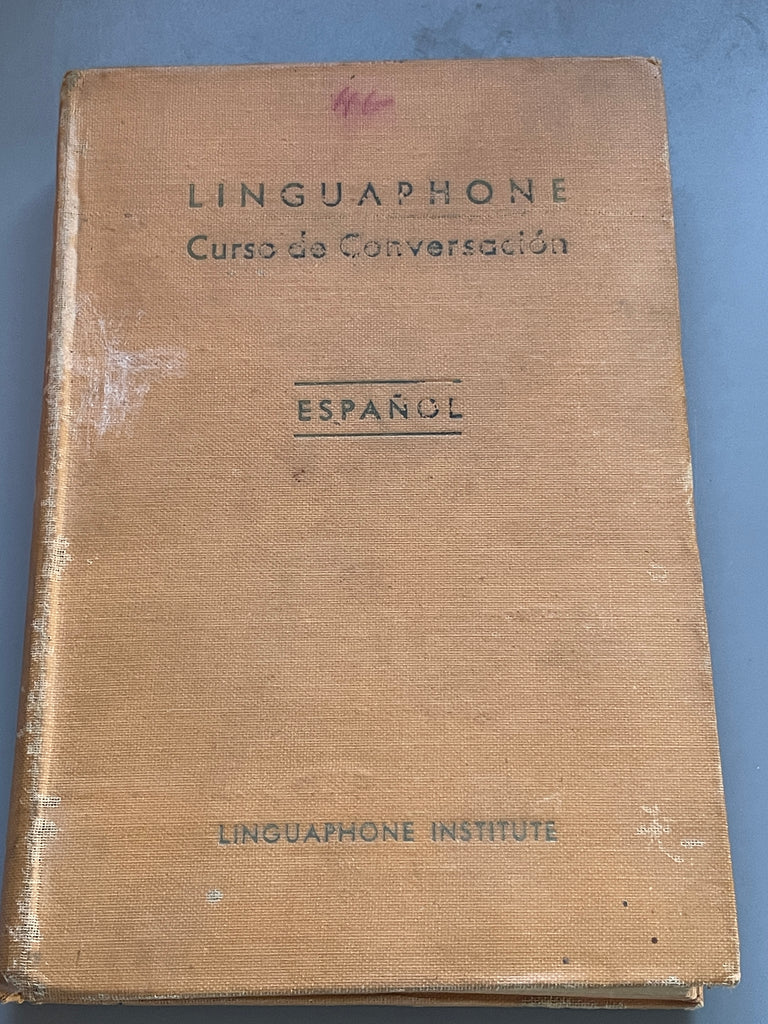 LINGUAPHONE
Curso de Conversación
ESPAÑOL
LINGUAPHONE INSTITUTE